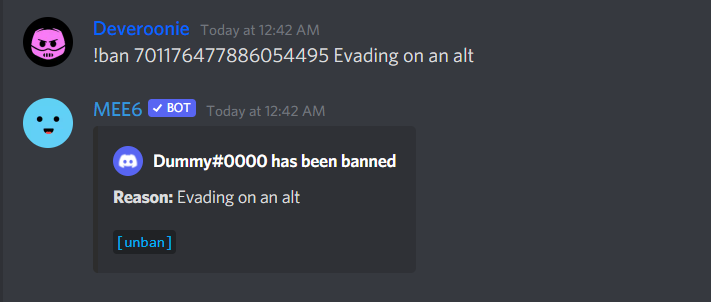 Deveroonie Today at 12:42 AM
!ban 701176477886054495 Evading on an alt
MEE6 BOT Today at 12:42 AM
Dummy#0000 has been banned
Reason: Evading on an alt
[unban]